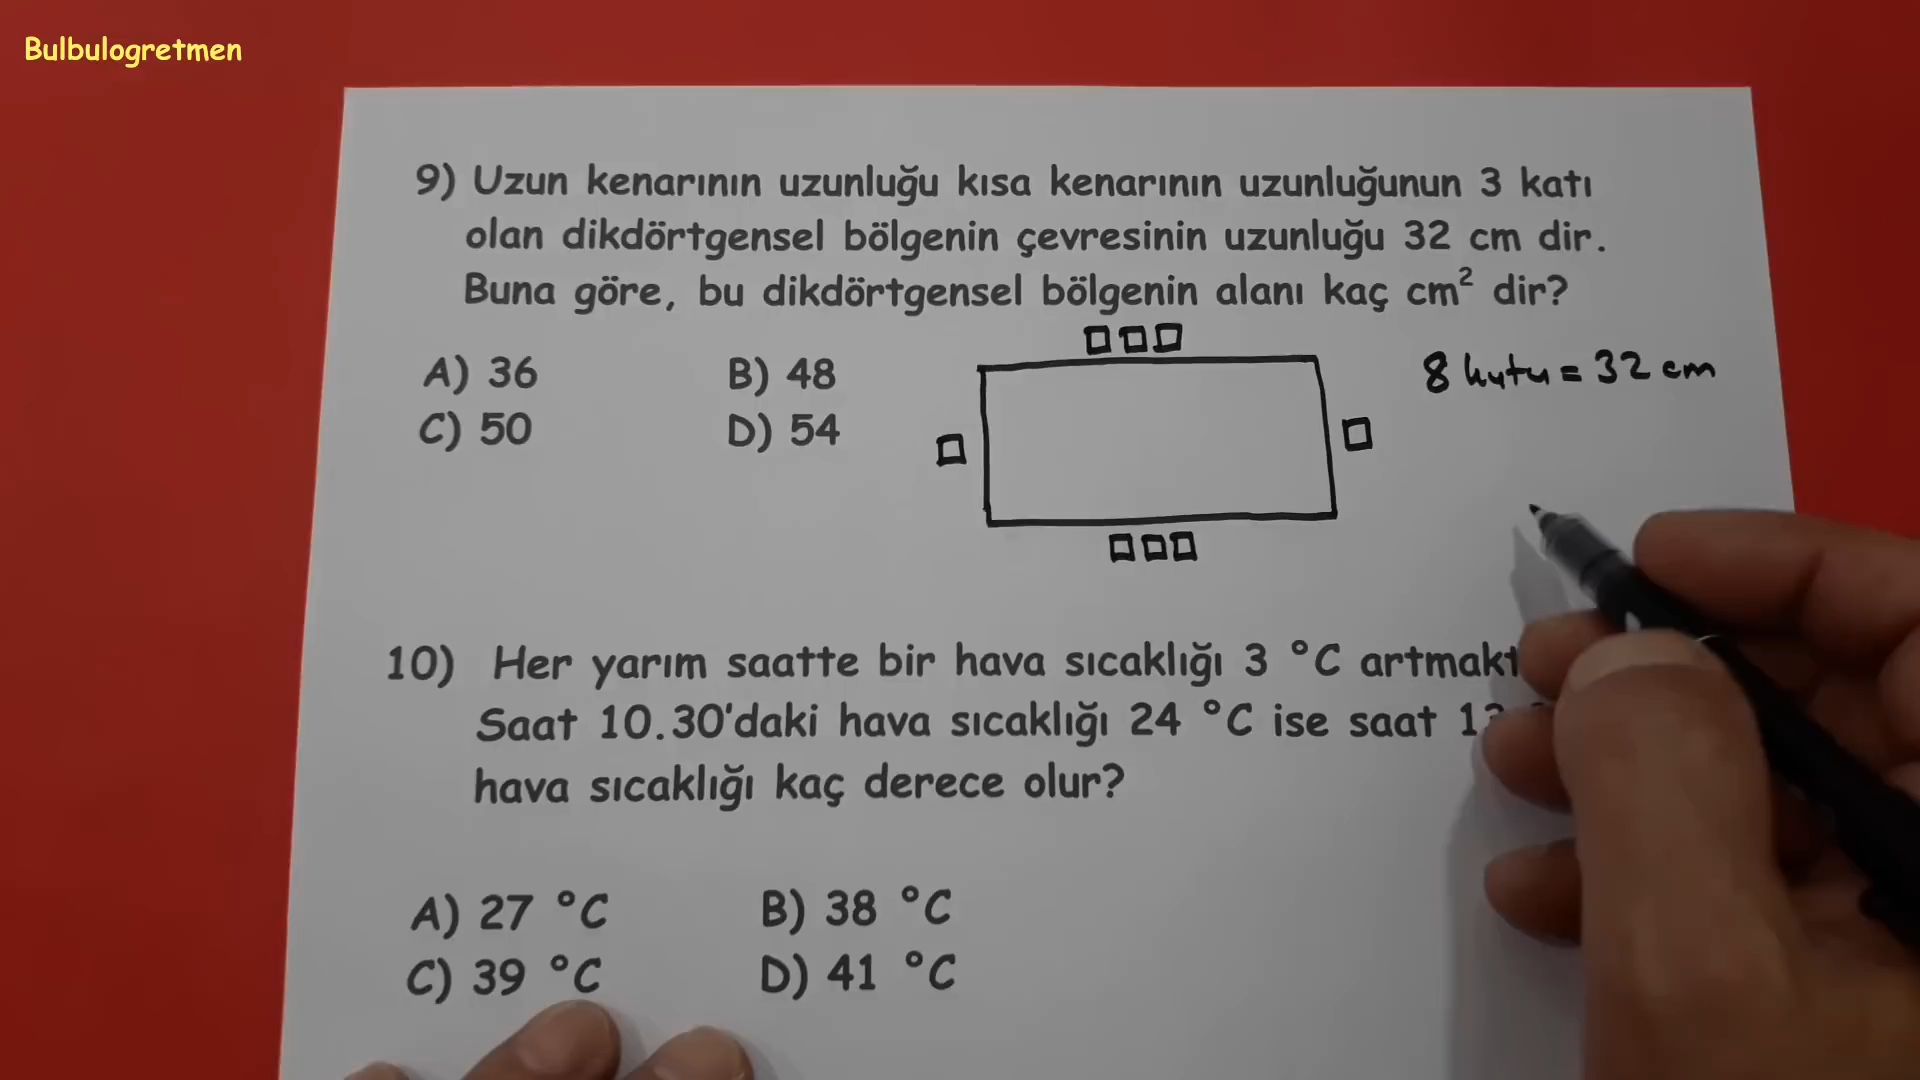 Bulbulogretmen
9) Uzun kenarının uzunluğu kısa kenarının uzunluğunun 3 katı
olan dikdörtgensel bölgenin çevresinin uzunluğu 32 cm dir.
Buna göre, bu dikdörtgensel bölgenin alanı kaç cm² dir?
A) 36 B) 48
C) 50 D) 54
8 kutu = 32 cm
10) Her yarım saatte bir hava sıcaklığı 3 °C
Saat 10.30'daki hava sıcaklığı 24 °C ise saat
hava sıcaklığı kaç derece olur?
A) 27 °C B) 38 °C
C) 39 °C D) 41 °C